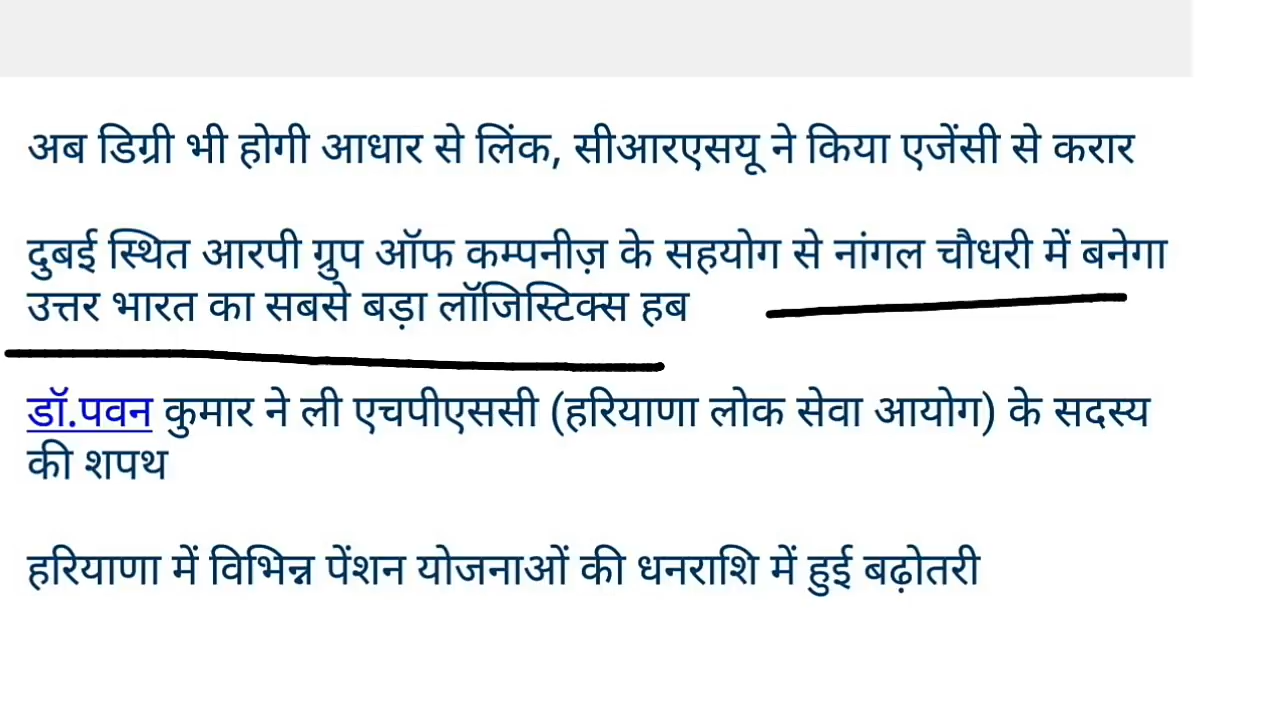 अब डिग्री भी होगी आधार से लिंक, सीआरएसयू ने किया एजेंसी से करार
दुबई स्थित आरपी ग्रुप ऑफ कम्पनीज़ के सहयोग से नांगल चौधरी में बनेगा
उत्तर भारत का सबसे बड़ा लॉजिस्टिक्स हब
डॉ.पवन कुमार ने ली एचपीएससी (हरियाणा लोक सेवा आयोग) के सदस्य
की शपथ
हरियाणा में विभिन्न पेंशन योजनाओं की धनराशि में हुई बढ़ोतरी